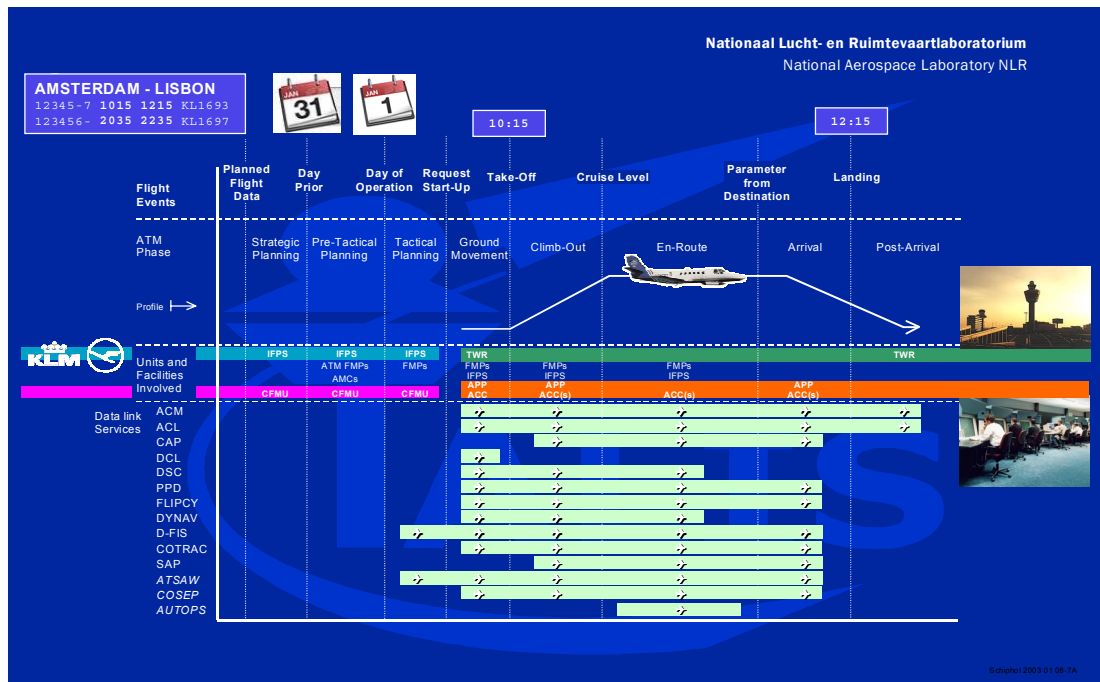 Nationaal Lucht- en Ruimtevaartlaboratorium
National Aerospace Laboratory NLR
AMSTERDAM - LISBON
12345-7 1015 1215 KL1693
123456- 2035 2235 KL1697
JAN
31
JAN
1
10:15
12:15
Flight
Events
Planned
Flight
Data
Day
Prior
Day of
Operation
Request
Start-Up
Take-Off
Cruise Level
Parameter
from
Destination
Landing
ATM
Phase
Strategic
Planning
Pre-Tactical
Planning
Tactical
Planning
Ground
Movement
Climb-Out
En-Route
Arrival
Post-Arrival
Profile
KLM
Units and
Facilities
Involved
IFPS
IFPS
IFPS
TWR
TWR
ATM FMPs
FMPs
FMPs
FMPs
FMPs
AMCs
IFPS
IFPS
IFPS
CFMU
CFMU
CFMU
APP
ACC
APP
ACC(s)
ACC(s)
APP
ACC(s)
Data link
Services
ACM
ACL
CAP
DCL
DSC
PPD
FLIPCY
DYNAV
D-FIS
COTRAC
SAP
ATSAW
COSEP
AUTOPS
IALTS
Schiphol 2003 01 08-7A